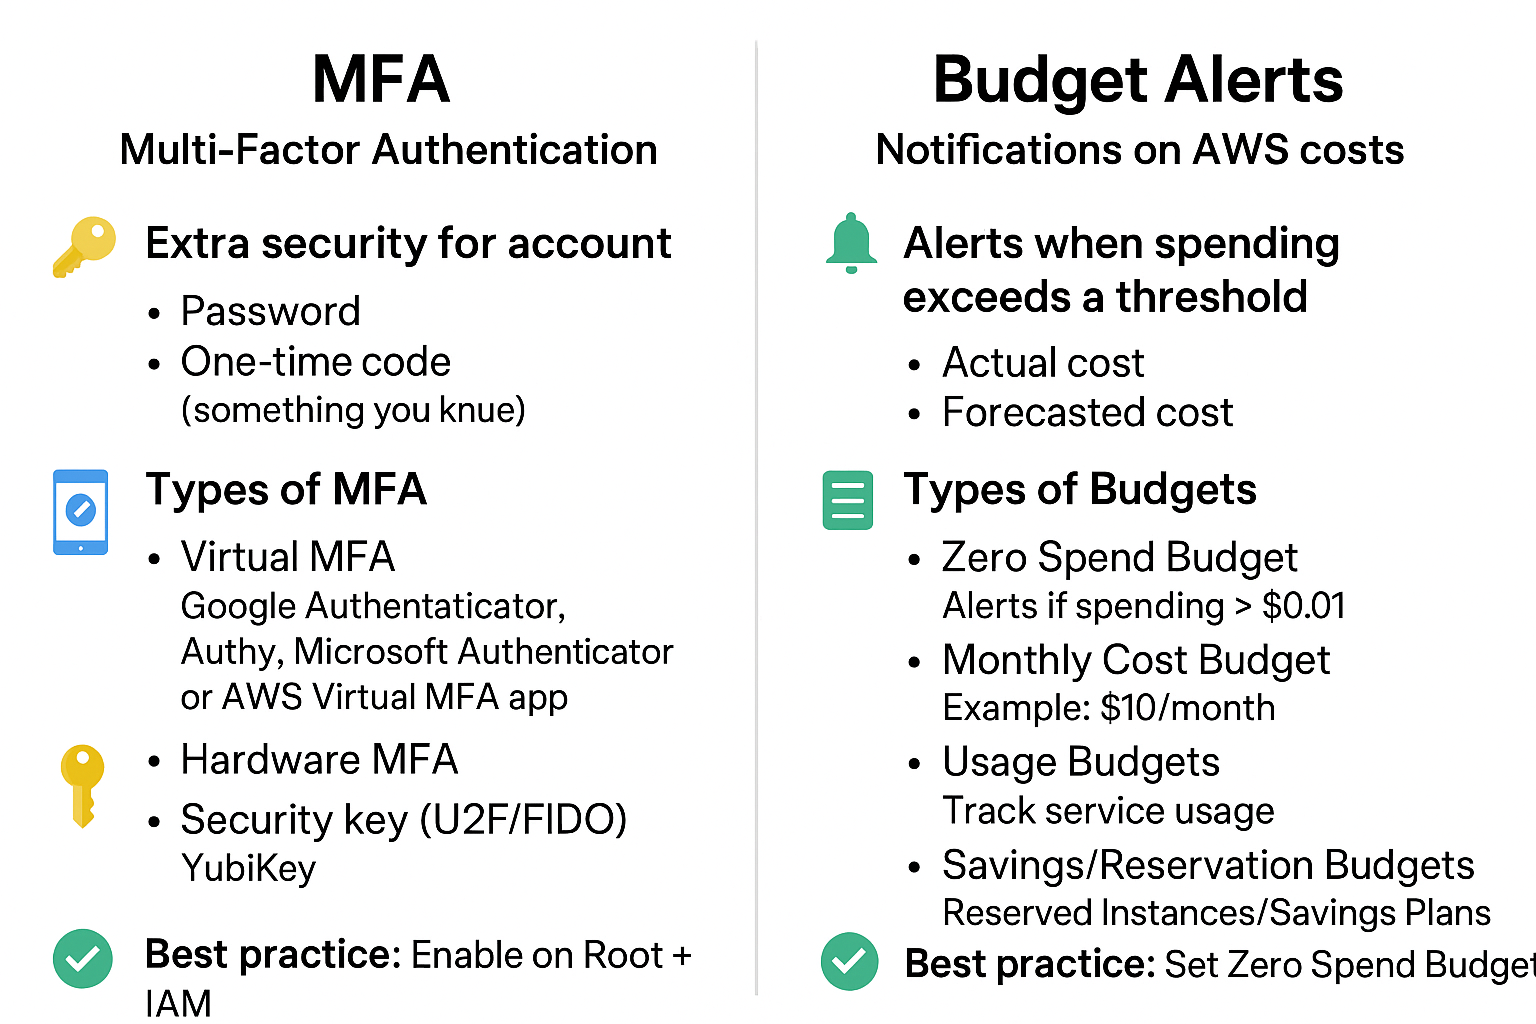 MFA
Multi-Factor Authentication
Extra security for account
• Password
• One-time code
(something you knue)
Types of MFA
• Virtual MFA
Google Authentaticator,
Authy, Microsoft Authenticator
or AWS Virtual MFA app
• Hardware MFA
• Security key (U2F/FIDO)
YubiKey
Best practice: Enable on Root +
IAM
Budget Alerts
Notifications on AWS costs
Alerts when spending
exceeds a threshold
• Actual cost
• Forecasted cost
Types of Budgets
• Zero Spend Budget
Alerts if spending > $0.01
• Monthly Cost Budget
Example: $10/month
• Usage Budgets
Track service usage
• Savings/Reservation Budgets
Reserved Instances/Savings Plans
Best practice: Set Zero Spend Budget